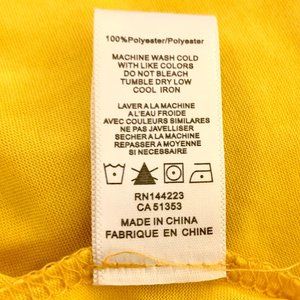 100%Polyester/Polyester
MACHINE WASH COLD
WITH LIKE COLORS
DO NOT BLEACH
TUMBLE DRY LOW
COOL IRON
LAVER A LA MACHINE
A L'EAU FROIDE
AVEC COULEURS SIMILAIRES
NE PAS JAVELLISER
SECHER A LA MACHINE
REPASSER A MOYENNE
SI NECESSAIRE
RN144223
CA 51353
MADE IN CHINA
FABRIQUE EN CHINE